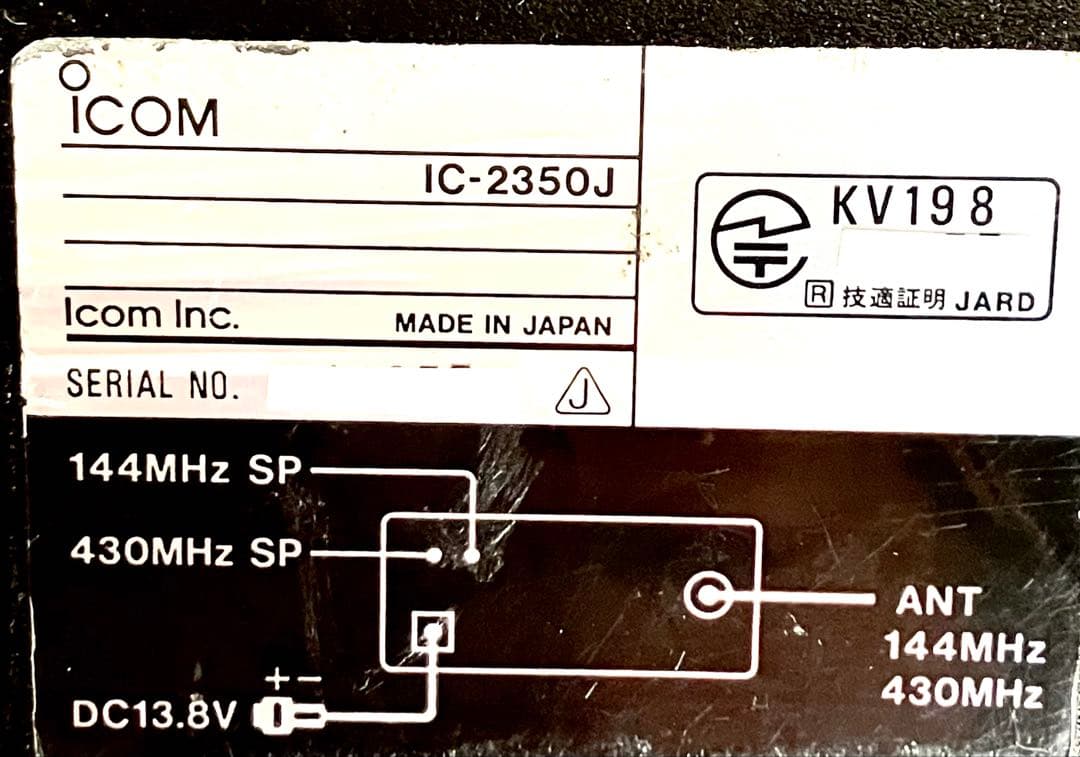 ICOM
IC-2350J
Icom Inc.
MADE IN JAPAN
SERIAL NO.
J
KV198
R 技適証明 JARD
144MHz SP
430MHz SP
+ -
DC13.8V
ANT
144MHz
430MHz